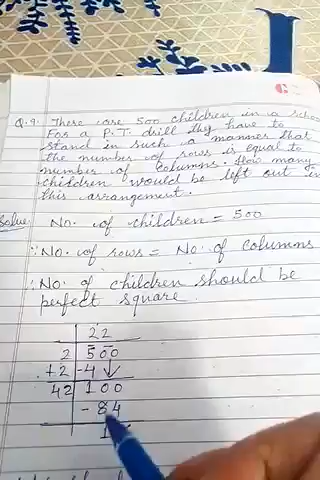 Q.9. There are 500 children in a
For a P.T. drill they have to
stand in such a manner that
the number of rows is equal to
number of columns. How many
children would be left out in
this arrangement.
No. of children = 500
∵ No. of rows = No. of columns
∴ No. of children should be
perfect square.
22
2 500
+2 -4 ↓
42 100
- 84
1